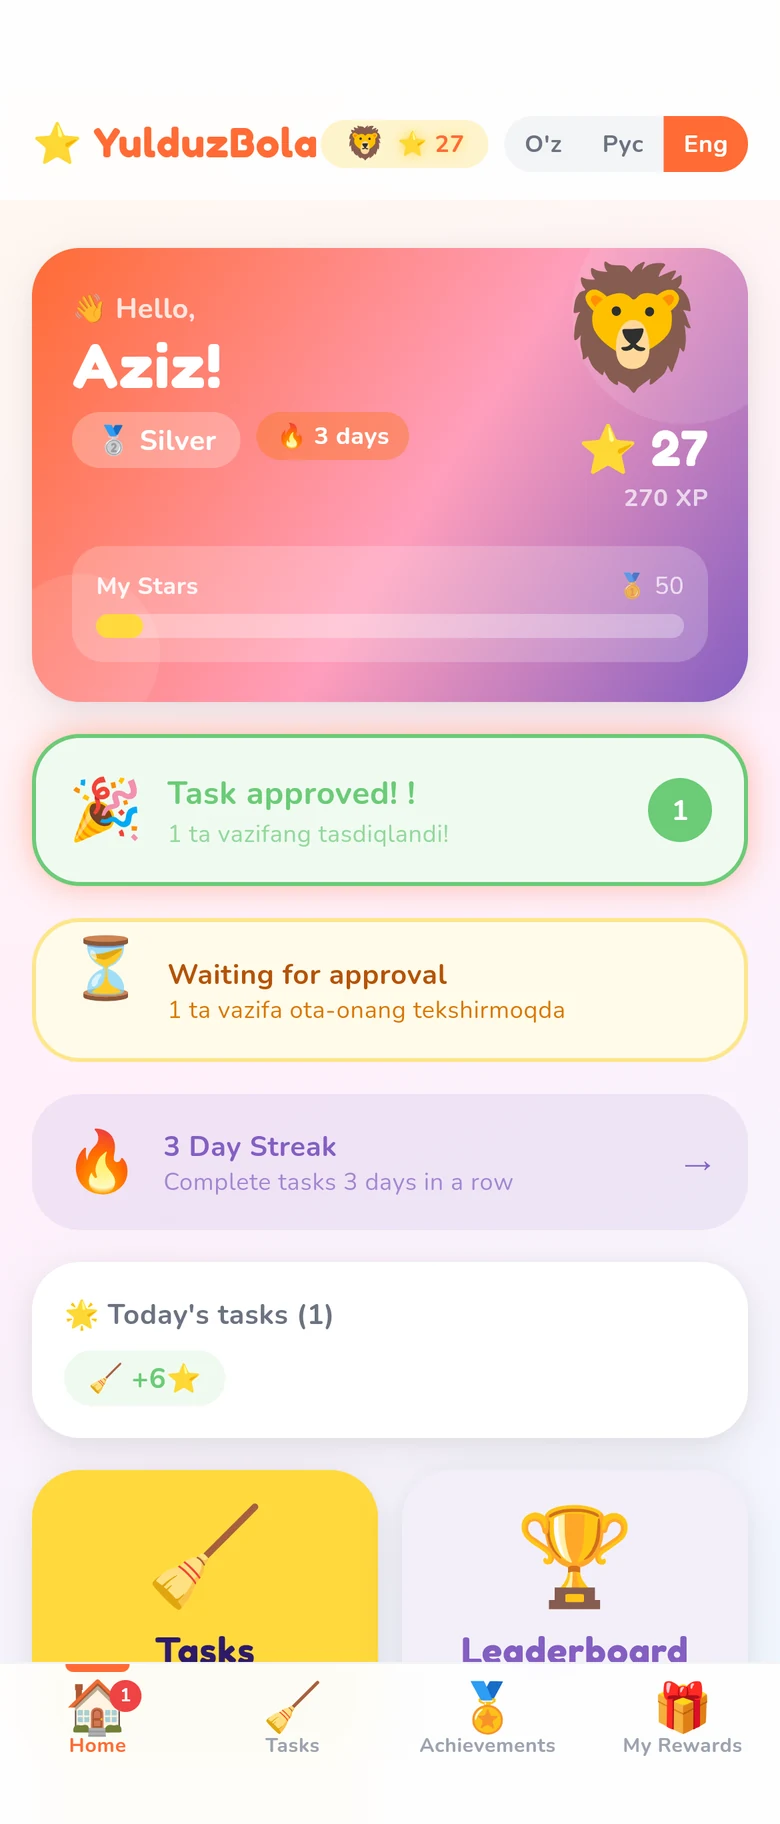 YulduzBola
27
O'z Рус Eng
Hello,
Aziz!
Silver
3 days
27
270 XP
My Stars
50
Task approved! !
1 ta vazifang tasdiqlandi!
1
Waiting for approval
1 ta vazifa ota-onang tekshirmoqda
3 Day Streak
Complete tasks 3 days in a row
→
Today's tasks (1)
+6
Tasks
Leaderboard
1
Home
Tasks
Achievements
My Rewards